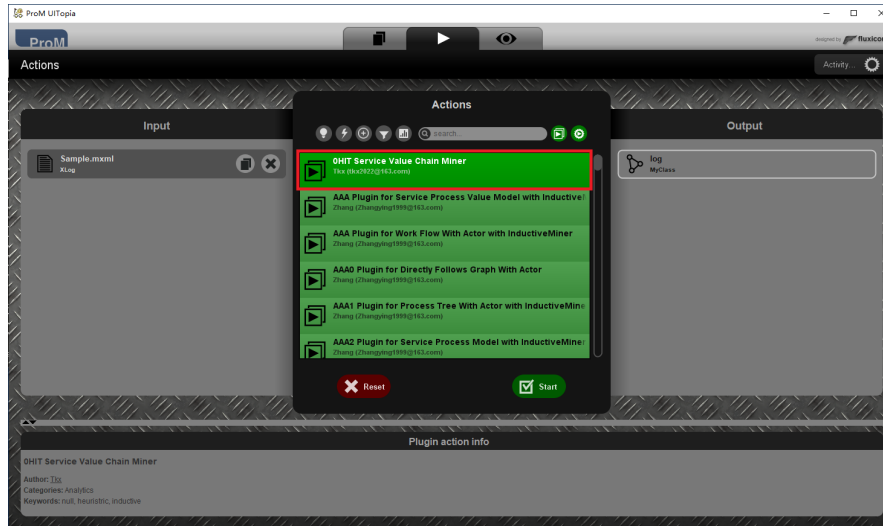 ProM UITopia
ProM
designed by fluxicon
Actions
Activity...
Actions
Input
Output
search...
Sample.mxml
XLog
0HIT Service Value Chain Miner
Tkx (tkx2022@163.com)
log
MyClass
AAA Plugin for Service Process Value Model with Inductive
Zhang (Zhangying1999@163.com)
AAA Plugin for Work Flow With Actor with InductiveMiner
Zhang (Zhangying1999@163.com)
AAA0 Plugin for Directly Follows Graph With Actor
Zhang (Zhangying1999@163.com)
AAA1 Plugin for Process Tree With Actor with InductiveMine
Zhang (Zhangying1999@163.com)
AAA2 Plugin for Service Process Model with InductiveMiner
Zhang (Zhangying1999@163.com)
Reset
Start
Plugin action info
0HIT Service Value Chain Miner
Author: Tkx
Categories: Analytics
Keywords: null, heuristic, inductive